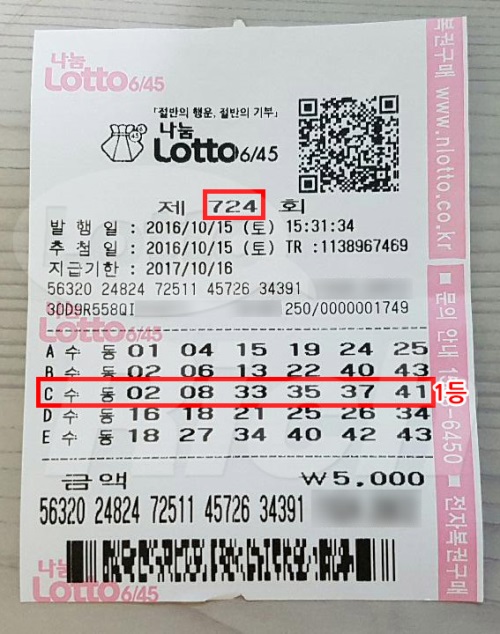 나눔
Lotto6/45
「절반의 행운, 절반의 기부」
나눔
Lotto6/45
제 724 회
발 행 일 : 2016/10/15 (토) 15:31:34
추 첨 일 : 2016/10/15 (토) TR :1138967469
지급기한 : 2017/10/16
56320 24824 72511 45726 34391
3DD9R558QI 250/0000001749
Lotto6/45
A 수 동 01 04 15 19 24 25
B 수 동 02 06 13 22 40 43
C 수 동 02 08 33 35 37 41 1등
D 수 동 16 18 21 25 26 34
E 수 동 18 27 34 40 42 43
금 액 ₩5,000
56320 24824 72511 45726 34391
나눔
Lotto6/45
복권구매 www.nlotto.co.kr
■ 문의 안내 -6450
■ 전자복권구매